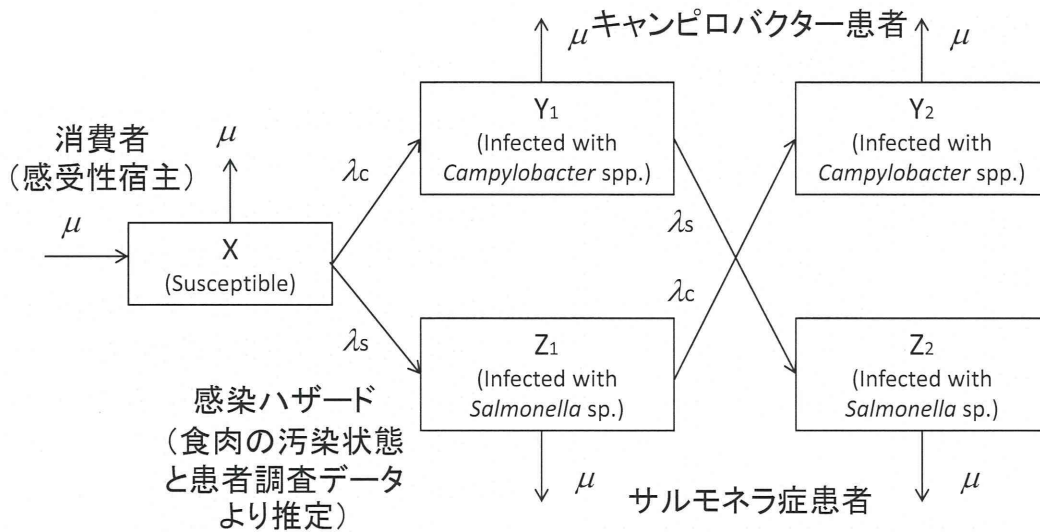 μ キャンピロバクター患者 μ
消費者
(感受性宿主)
μ
μ
X
(Susceptible)
λc
λs
Y1
(Infected with
Campylobacter spp.)
Y2
(Infected with
Campylobacter spp.)
λs
λc
Z1
(Infected with
Salmonella sp.)
Z2
(Infected with
Salmonella sp.)
感染ハザード
(食肉の汚染状態
と患者調査データ
より推定)
μ サルモネラ症患者 μ